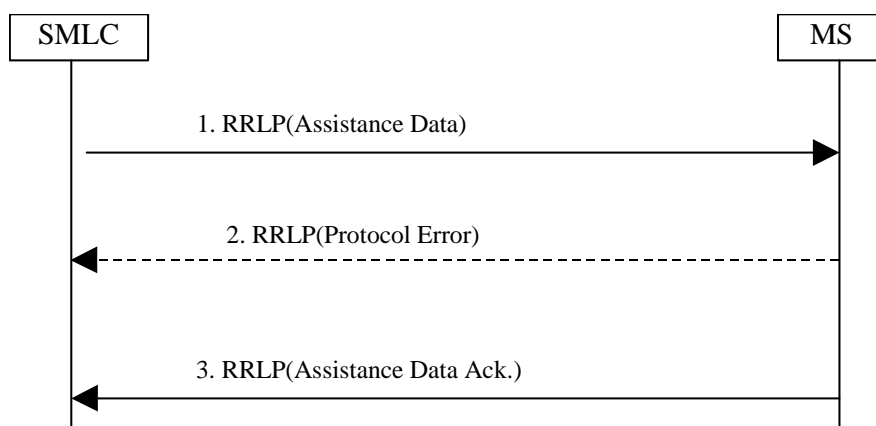 SMLC
MS
1. RRLP(Assistance Data)
2. RRLP(Protocol Error)
3. RRLP(Assistance Data Ack.)